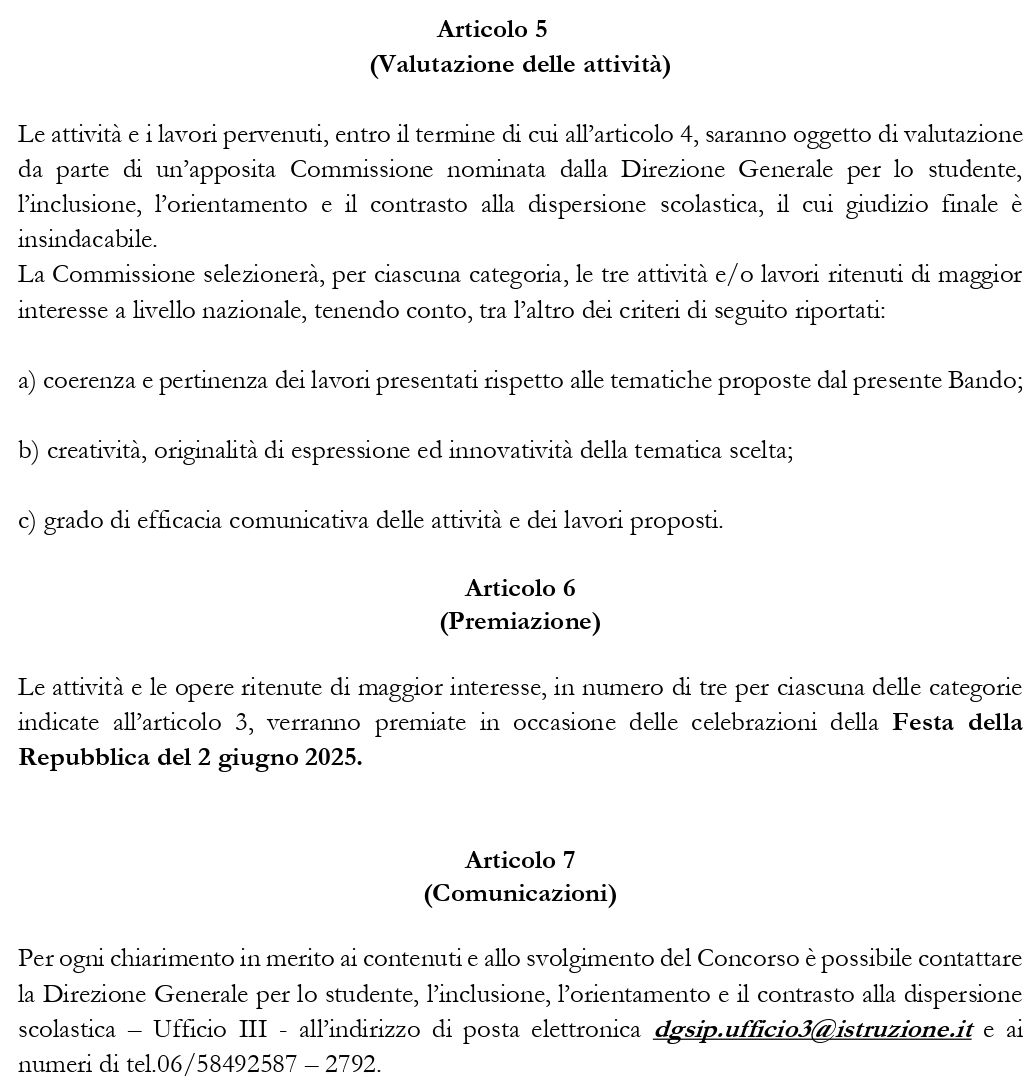 Articolo 5
(Valutazione delle attività)
Le attività e i lavori pervenuti, entro il termine di cui all’articolo 4, saranno oggetto di valutazione
da parte di un’apposita Commissione nominata dalla Direzione Generale per lo studente,
l’inclusione, l’orientamento e il contrasto alla dispersione scolastica, il cui giudizio finale è
insindacabile.
La Commissione selezionerà, per ciascuna categoria, le tre attività e/o lavori ritenuti di maggior
interesse a livello nazionale, tenendo conto, tra l’altro dei criteri di seguito riportati:
a) coerenza e pertinenza dei lavori presentati rispetto alle tematiche proposte dal presente Bando;
b) creatività, originalità di espressione ed innovatività della tematica scelta;
c) grado di efficacia comunicativa delle attività e dei lavori proposti.
Articolo 6
(Premiazione)
Le attività e le opere ritenute di maggior interesse, in numero di tre per ciascuna delle categorie
indicate all’articolo 3, verranno premiate in occasione delle celebrazioni della Festa della
Repubblica del 2 giugno 2025.
Articolo 7
(Comunicazioni)
Per ogni chiarimento in merito ai contenuti e allo svolgimento del Concorso è possibile contattare
la Direzione Generale per lo studente, l’inclusione, l’orientamento e il contrasto alla dispersione
scolastica – Ufficio III - all’indirizzo di posta elettronica dgsip.ufficio3@istruzione.it e ai
numeri di tel.06/58492587 – 2792.